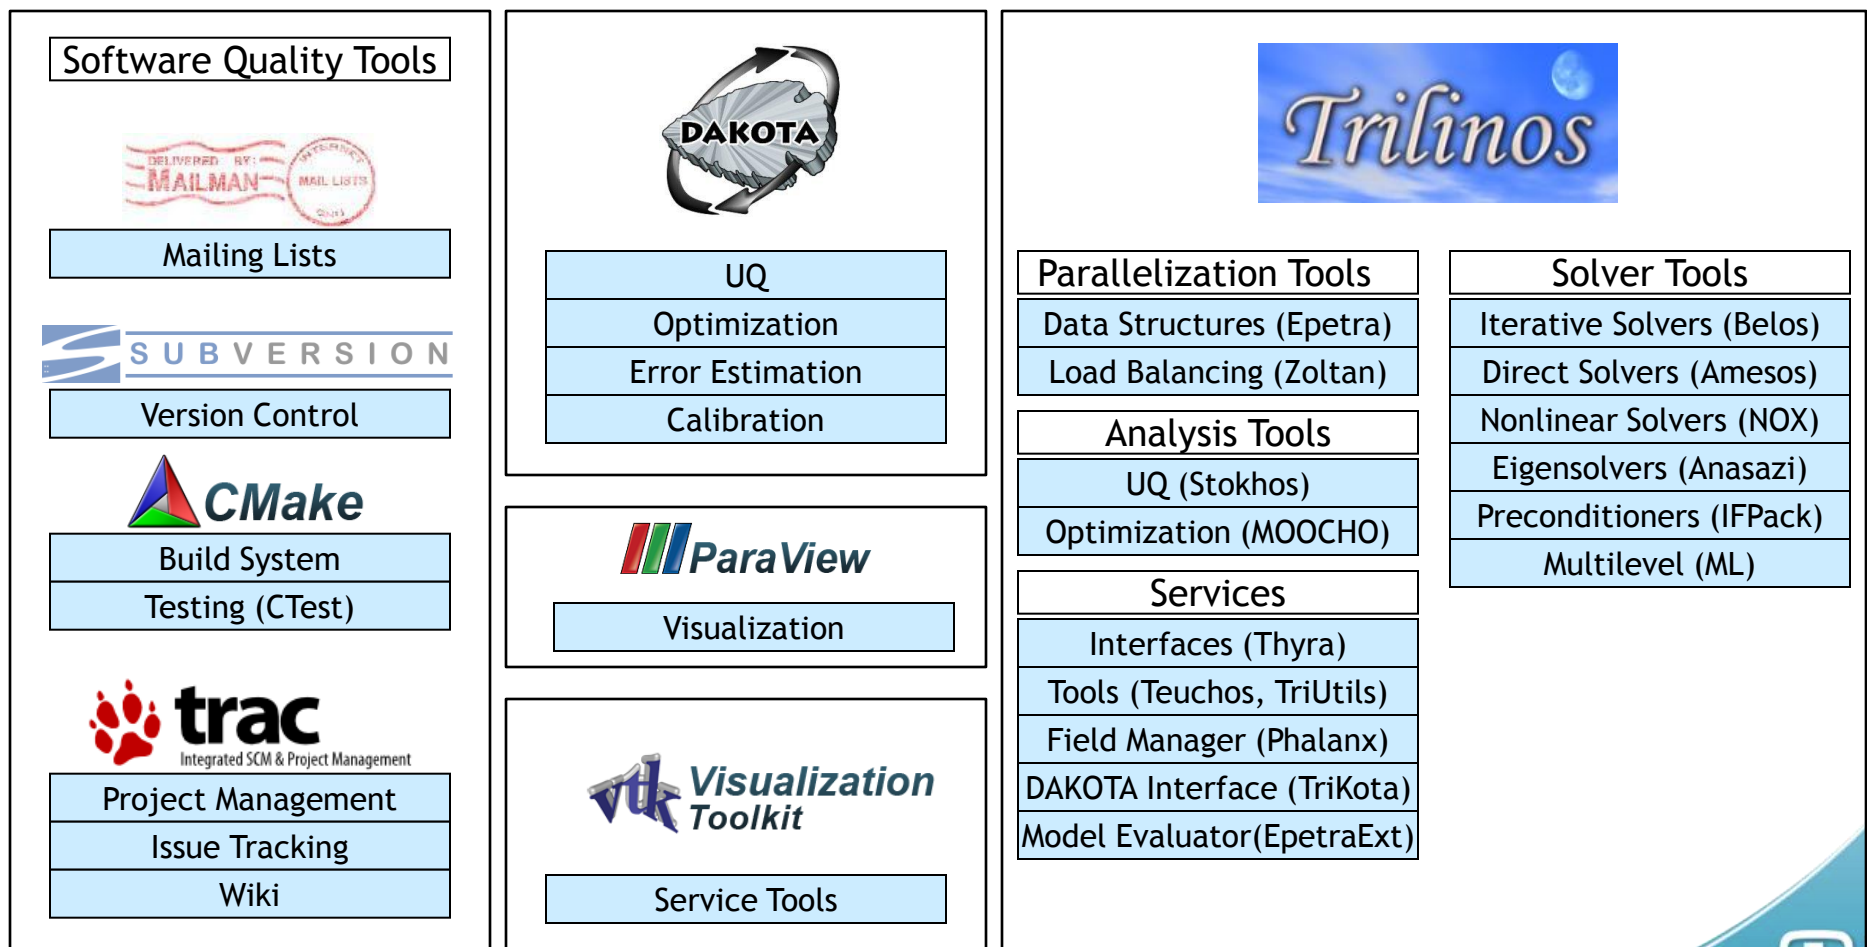 Software Quality Tools
DELIVERED BY:
MAILMAN
INTERNET
MAIL LISTS
Mailing Lists
SUBVERSION
Version Control
CMake
Build System
Testing (CTest)
trac
Integrated SCM & Project Management
Project Management
Issue Tracking
Wiki
DAKOTA
UQ
Optimization
Error Estimation
Calibration
ParaView
Visualization
vtk
Visualization
Toolkit
Service Tools
Trilinos
Parallelization Tools
Data Structures (Epetra)
Load Balancing (Zoltan)
Analysis Tools
UQ (Stokhos)
Optimization (MOOCHO)
Services
Interfaces (Thyra)
Tools (Teuchos, TriUtils)
Field Manager (Phalanx)
DAKOTA Interface (TriKota)
Model Evaluator(EpetraExt)
Solver Tools
Iterative Solvers (Belos)
Direct Solvers (Amesos)
Nonlinear Solvers (NOX)
Eigensolvers (Anasazi)
Preconditioners (IFPack)
Multilevel (ML)